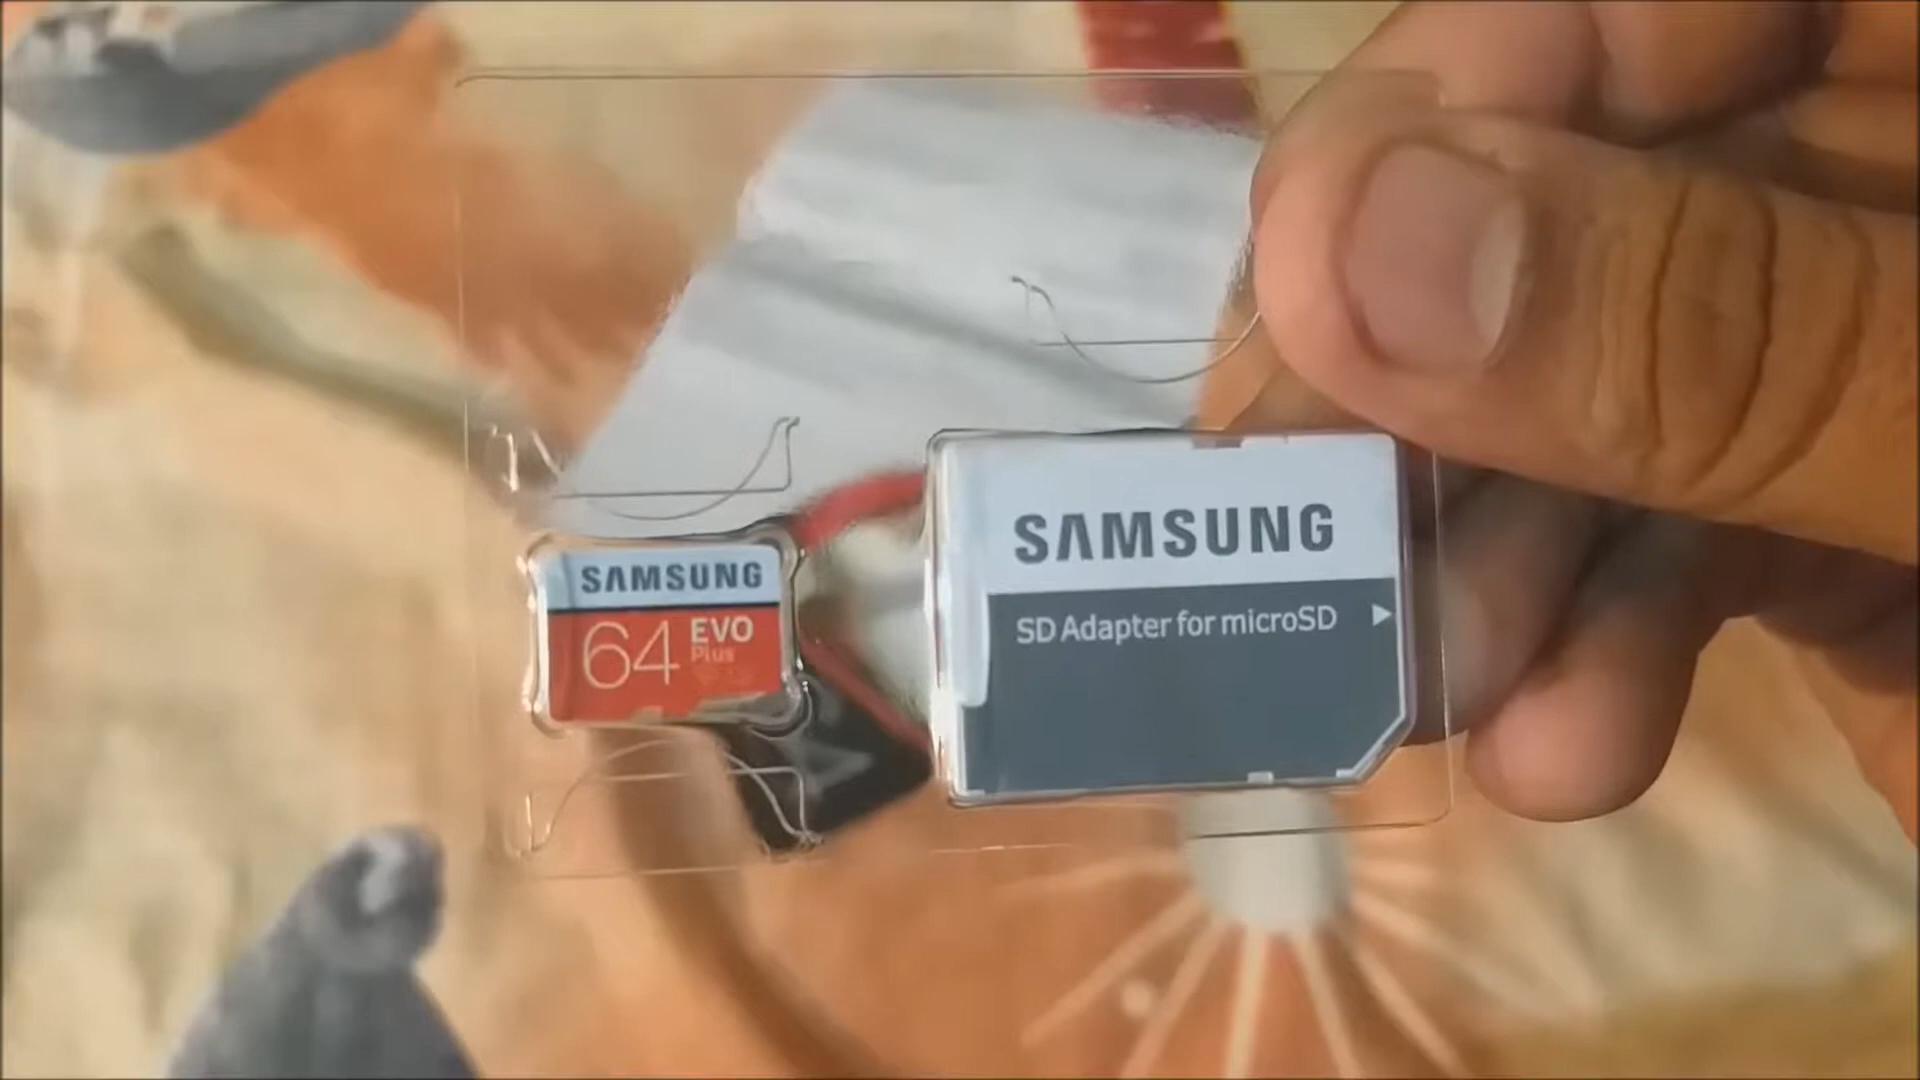 SAMSUNG
64 EVO
Plus
SAMSUNG
SD Adapter for microSD